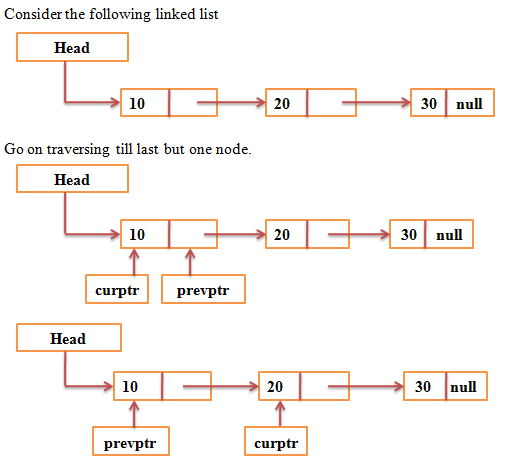 Consider the following linked list
Head
10 20 30 null
Go on traversing till last but one node.
Head
10 20 30 null
curptr prevptr
Head
10 20 30 null
prevptr curptr